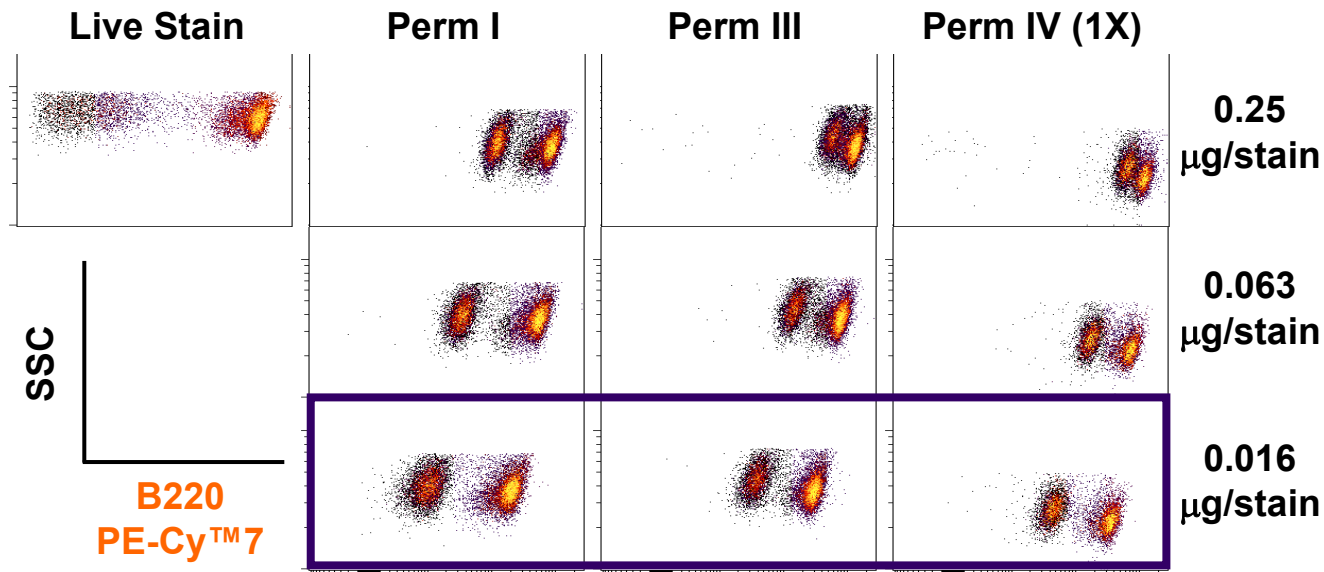 Live Stain
Perm I
Perm III
Perm IV (1X)
0.25
μg/stain
0.063
μg/stain
SSC
0.016
μg/stain
B220
PE-Cy™7